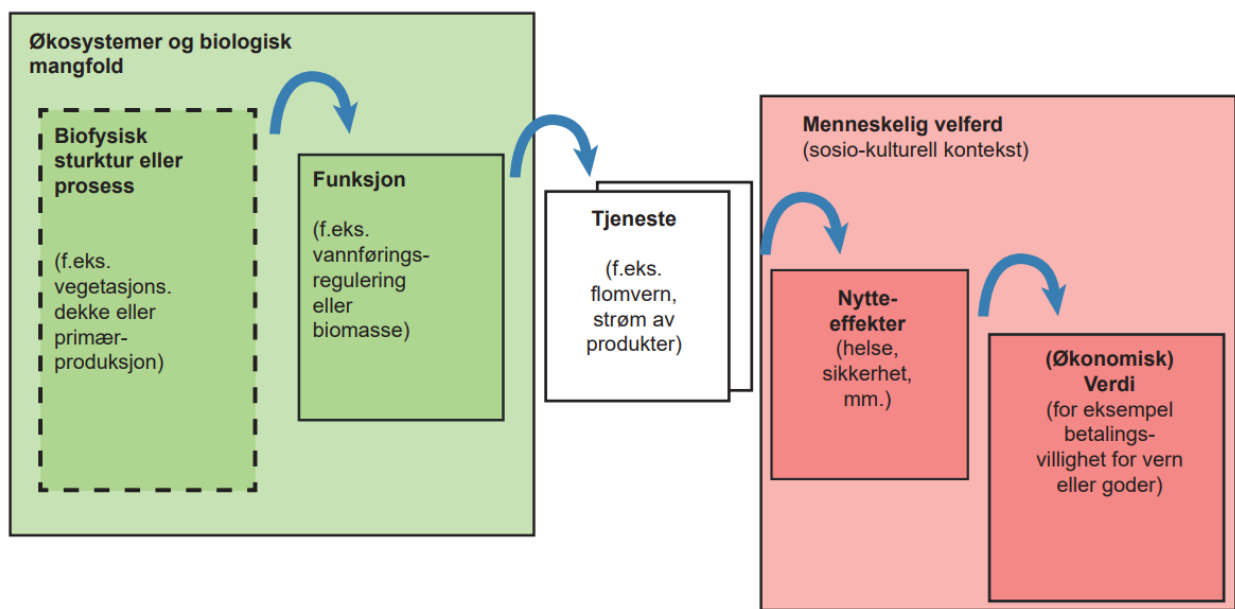 Økosystemer og biologisk
mangfold
Biofysisk
sturktur eller
prosess
(f.eks.
vegetasjons.
dekke eller
primær-
produksjon)
Funksjon
(f.eks.
vannførings-
regulering
eller
biomasse)
Tjeneste
(f.eks.
flomvern,
strøm av
produkter)
Menneskelig velferd
(sosio-kulturell kontekst)
Nytte-
effekter
(helse,
sikkerhet,
mm.)
(Økonomisk)
Verdi
(for eksempel
betalings-
villighet for vern
eller goder)